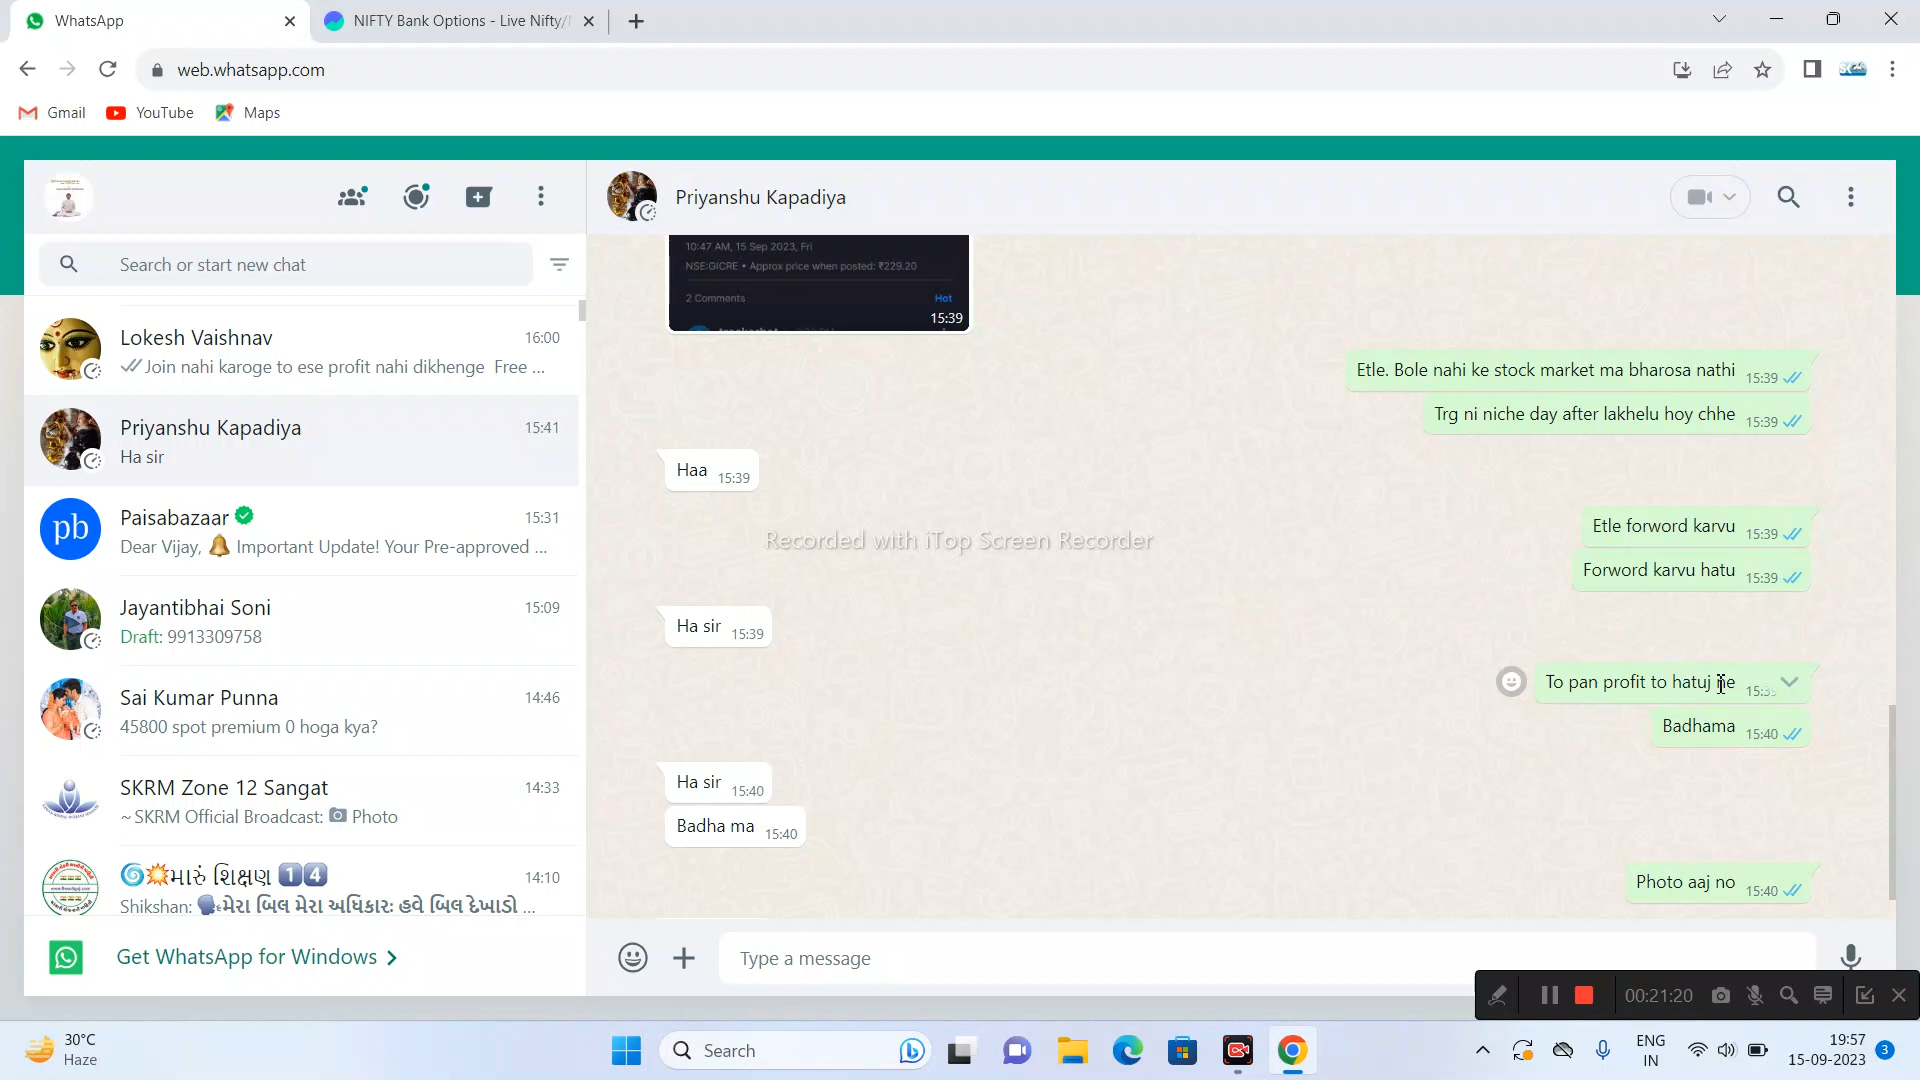 WhatsApp
NIFTY Bank Options - Live Nifty/
web.whatsapp.com
Gmail
YouTube
Maps
Search or start new chat
Lokesh Vaishnav
16:00
Join nahi karoge to ese profit nahi dikhenge Free ...
Priyanshu Kapadiya
15:41
Ha sir
pb
Paisabazaar
15:31
Dear Vijay, 🔔 Important Update! Your Pre-approved ...
Jayantibhai Soni
15:09
Draft: 9913309758
Sai Kumar Punna
14:46
45800 spot premium 0 hoga kya?
SKRM Zone 12 Sangat
14:33
~ SKRM Official Broadcast: Photo
🌀💥મારું શિક્ષણ 1️⃣4️⃣
14:10
Shikshan: 🗣️મેરા બિલ મેરા અધિકાર: હવે બિલ દેખાડો ...
Get WhatsApp for Windows
Priyanshu Kapadiya
10:47 AM, 15 Sep 2023, Fri
NSE:GICRE • Approx price when posted: ₹229.20
2 Comments
Hot
15:39
Etle. Bole nahi ke stock market ma bharosa nathi 15:39
Trg ni niche day after lakhelu hoy chhe 15:39
Haa 15:39
Etle forword karvu 15:39
Forword karvu hatu 15:39
Recorded with iTop Screen Recorder
Ha sir 15:39
To pan profit to hatuj ne 15:39
Badhama 15:40
Ha sir 15:40
Badha ma 15:40
Photo aaj no 15:40
Type a message
00:21:20
30°C
Haze
Search
ENG
IN
19:57
15-09-2023
3